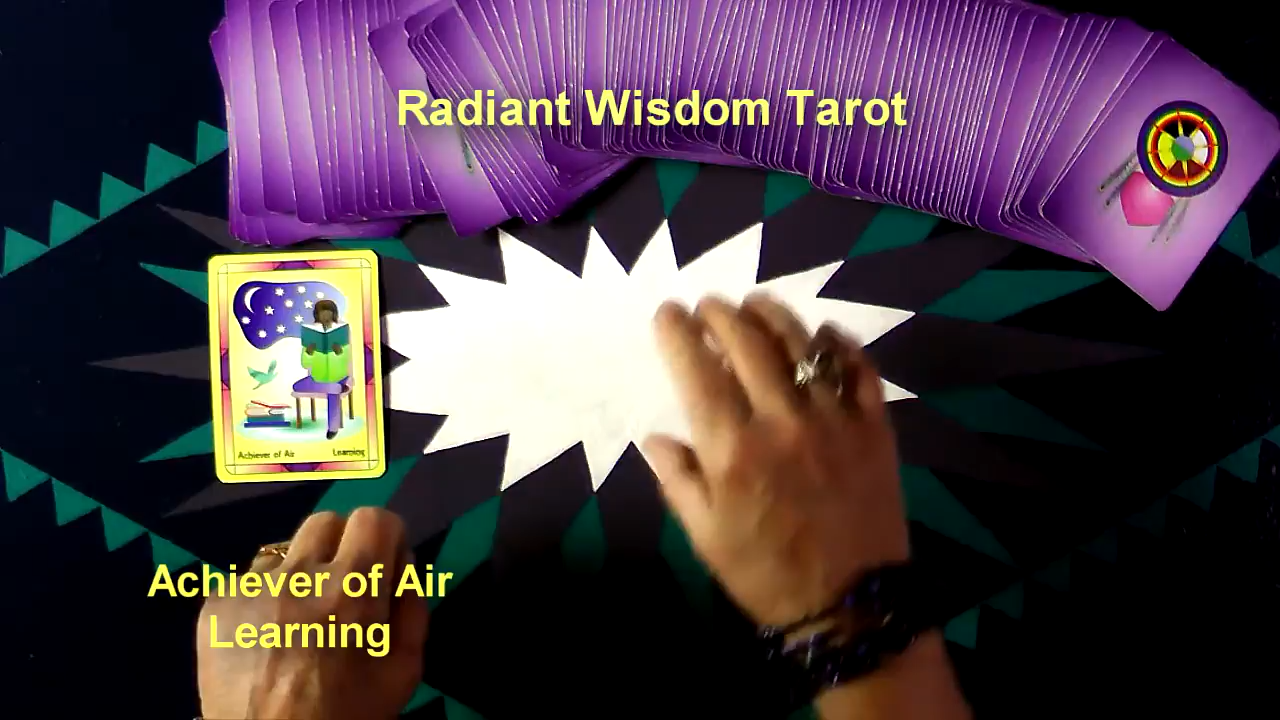 Radiant Wisdom Tarot
Achiever of Air Learning
Achiever of Air
Learning